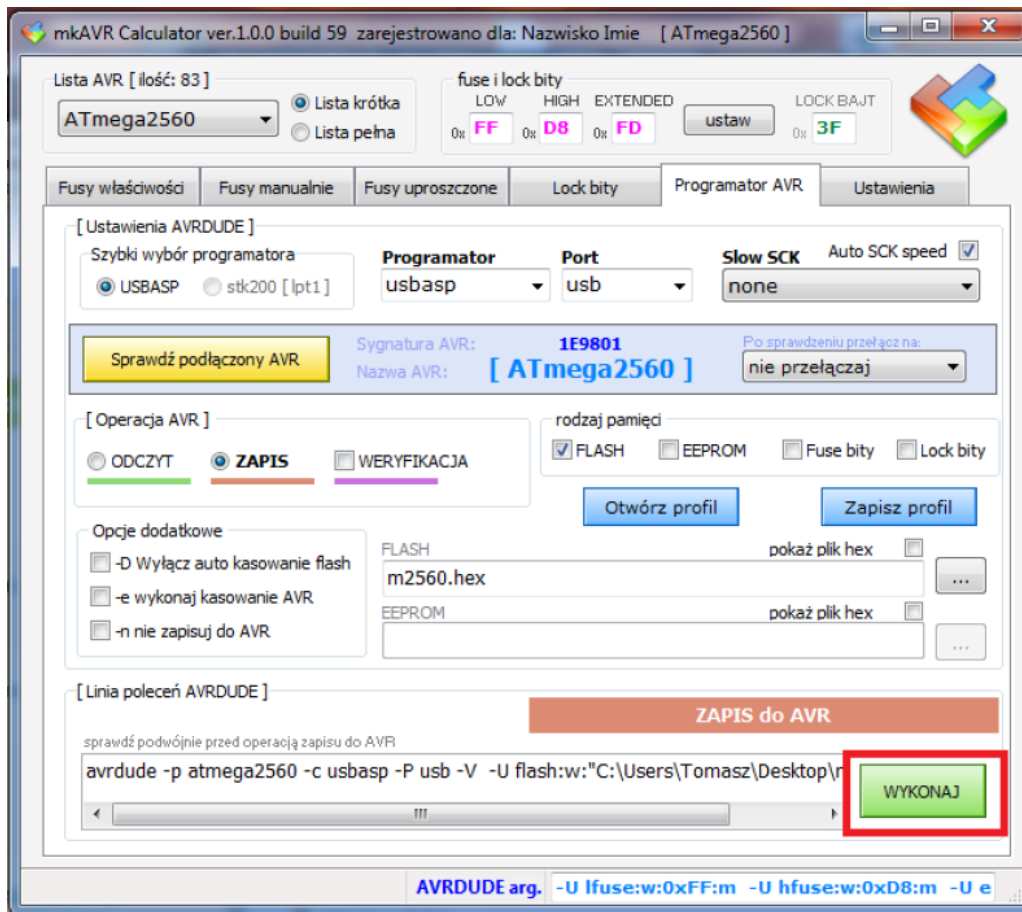 mkAVR Calculator ver.1.0.0 build 59 zarejestrowano dla: Nazwisko Imie [ ATmega2560 ]
Lista AVR [ ilość: 83 ]
ATmega2560
Lista krótka
Lista pełna
fuse i lock bity
LOW HIGH EXTENDED LOCK BAJT
0x FF 0x D8 0x FD ustaw 0x 3F
Fusy właściwości Fusy manualnie Fusy uproszczone Lock bity Programator AVR Ustawienia
[ Ustawienia AVRDUDE ]
Szybki wybór programatora
USBASP stk200 [ lpt1 ]
Programator Port Slow SCK Auto SCK speed
usbasp usb none
Sprawdź podłączony AVR
Sygnatura AVR: 1E9801
Nazwa AVR: [ ATmega2560 ]
Po sprawdzeniu przełącz na:
nie przełączaj
[ Operacja AVR ]
ODCZYT ZAPIS WERYFIKACJA
rodzaj pamięci
FLASH EEPROM Fuse bity Lock bity
Otwórz profil Zapisz profil
Opcje dodatkowe
-D Wyłącz auto kasowanie flash
-e wykonaj kasowanie AVR
-n nie zapisuj do AVR
FLASH pokaż plik hex
m2560.hex ...
EEPROM pokaż plik hex
...
[ Linia poleceń AVRDUDE ]
ZAPIS do AVR
sprawdź podwójnie przed operacją zapisu do AVR
avrdude -p atmega2560 -c usbasp -P usb -V -U flash:w:"C:\Users\Tomasz\Desktop\
WYKONAJ
AVRDUDE arg. -U lfuse:w:0xFF:m -U hfuse:w:0xD8:m -U e